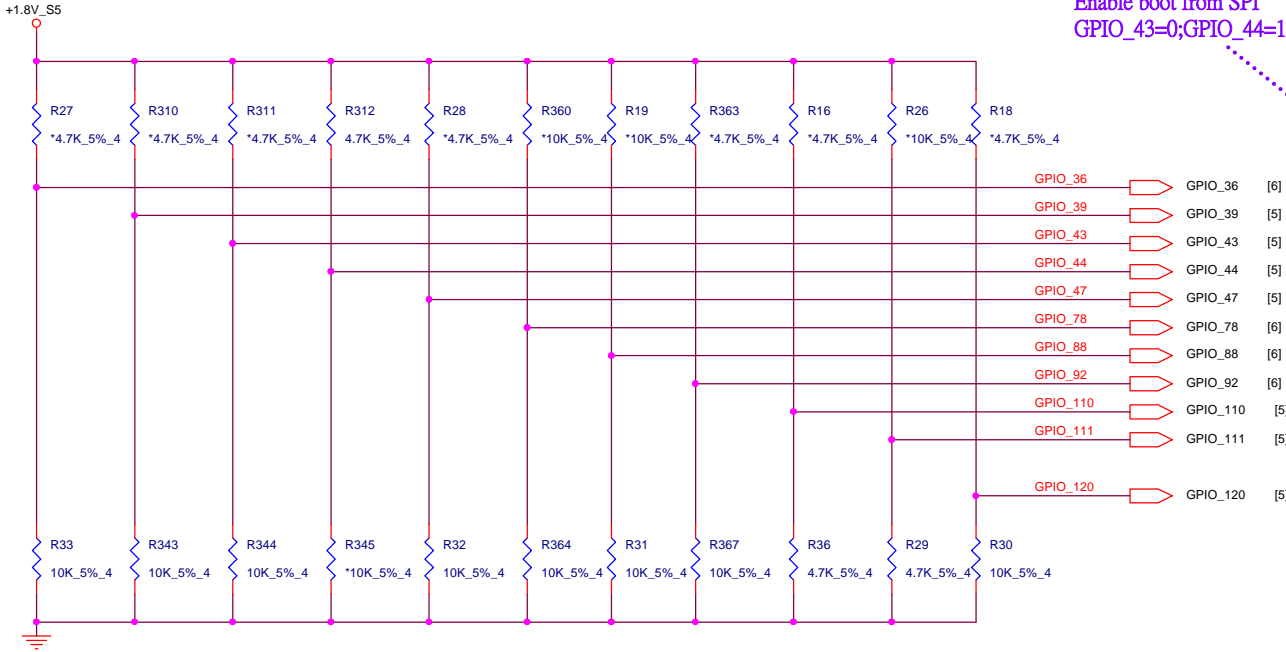 +1.8V_S5
Enable boot from SPI
GPIO_43=0;GPIO_44=1
R27 R310 R311 R312 R28 R360 R19 R363 R16 R26 R18
*4.7K_5%_4 *4.7K_5%_4 *4.7K_5%_4 4.7K_5%_4 *4.7K_5%_4 *10K_5%_4 *10K_5%_4 *4.7K_5%_4 *4.7K_5%_4 *10K_5%_4 *4.7K_5%_4
GPIO_36 GPIO_36 [6]
GPIO_39 GPIO_39 [5]
GPIO_43 GPIO_43 [5]
GPIO_44 GPIO_44 [5]
GPIO_47 GPIO_47 [5]
GPIO_78 GPIO_78 [6]
GPIO_88 GPIO_88 [6]
GPIO_92 GPIO_92 [6]
GPIO_110 GPIO_110 [5]
GPIO_111 GPIO_111 [5]
GPIO_120 GPIO_120 [5]
R33 R343 R344 R345 R32 R364 R31 R367 R36 R29 R30
10K_5%_4 10K_5%_4 10K_5%_4 *10K_5%_4 10K_5%_4 10K_5%_4 10K_5%_4 10K_5%_4 4.7K_5%_4 4.7K_5%_4 10K_5%_4